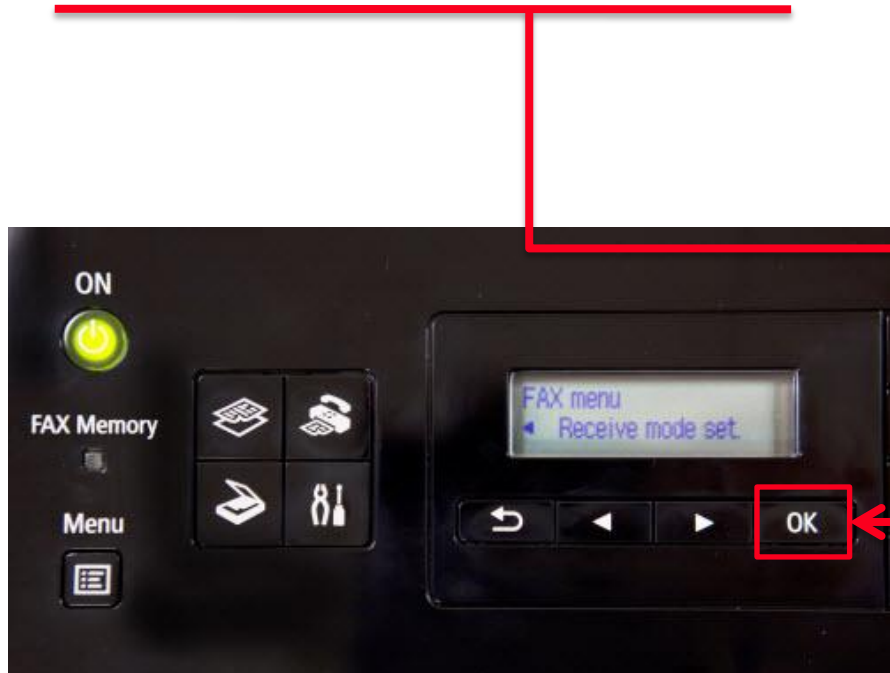 ON
FAX Memory
Menu
FAX menu
Receive mode set.
OK